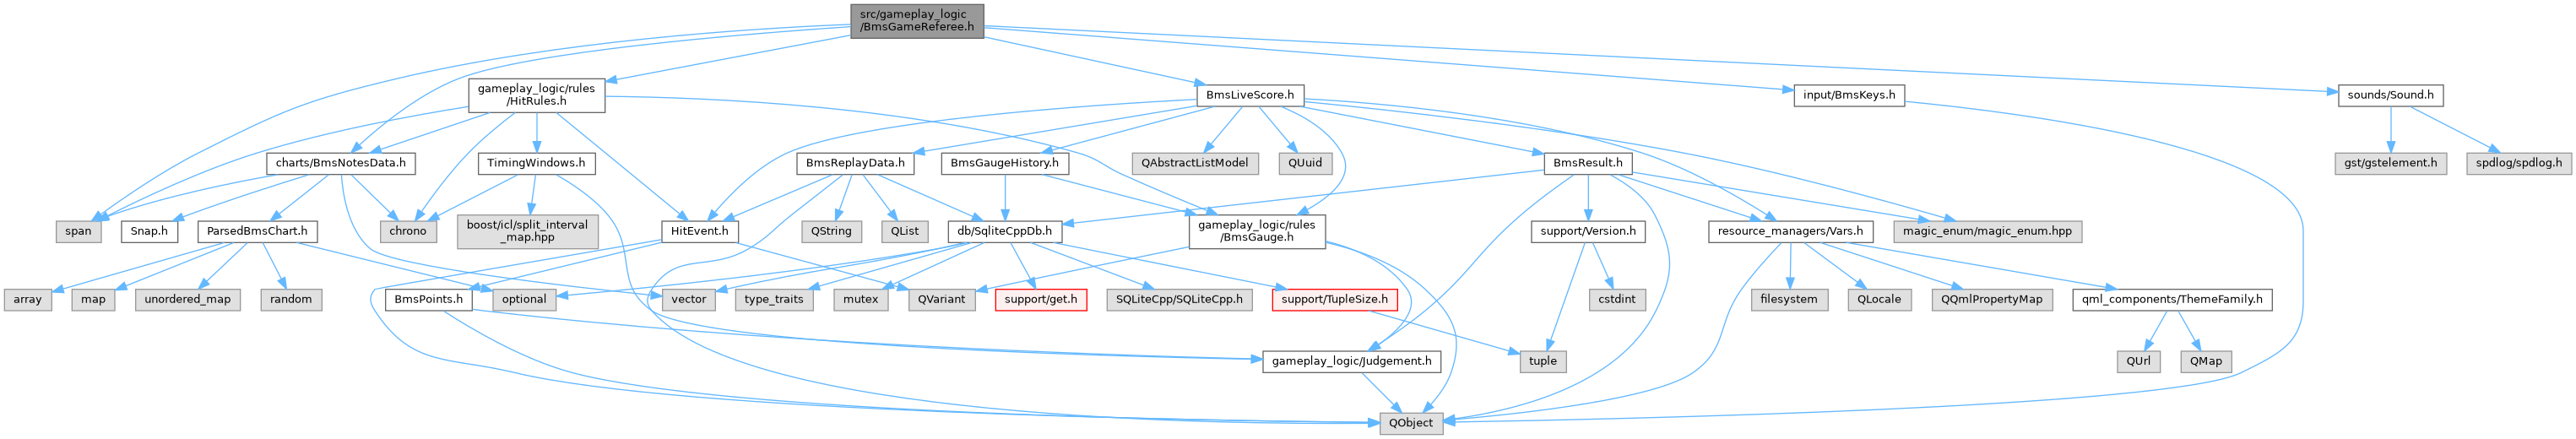 src/gameplay_logic
/BmsGameReferee.h
gameplay_logic/rules
/HitRules.h
BmsLiveScore.h
input/BmsKeys.h
sounds/Sound.h
charts/BmsNotesData.h
TimingWindows.h
BmsReplayData.h
BmsGaugeHistory.h
QAbstractListModel
QUuid
BmsResult.h
gst/gstelement.h
spdlog/spdlog.h
span
Snap.h
ParsedBmsChart.h
chrono
boost/icl/split_interval
_map.hpp
HitEvent.h
QString
QList
db/SqliteCppDb.h
gameplay_logic/rules
/BmsGauge.h
support/Version.h
resource_managers/Vars.h
magic_enum/magic_enum.hpp
array
map
unordered_map
random
BmsPoints.h
optional
vector
type_traits
mutex
QVariant
support/get.h
SQLiteCpp/SQLiteCpp.h
support/TupleSize.h
cstdint
filesystem
QLocale
QQmlPropertyMap
qml_components/ThemeFamily.h
gameplay_logic/Judgement.h
tuple
QUrl
QMap
QObject